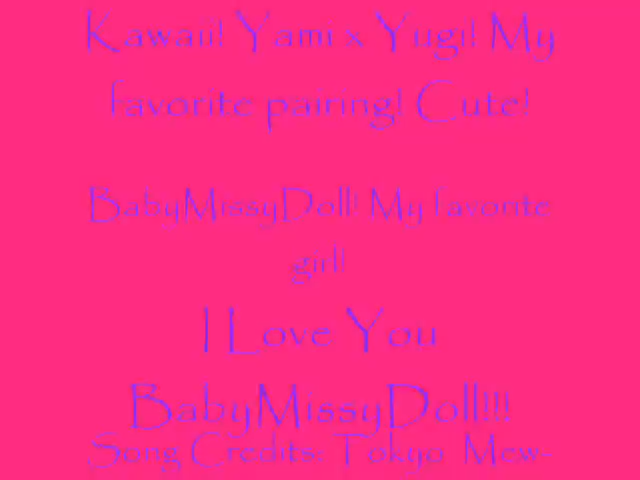 Kawaii! Yami x Yugi! My
favorite pairing! Cute!
BabyMissyDoll! My favorite
girl!
I Love You
BabyMissyDoll!!!
Song Credits: Tokyo Mew-